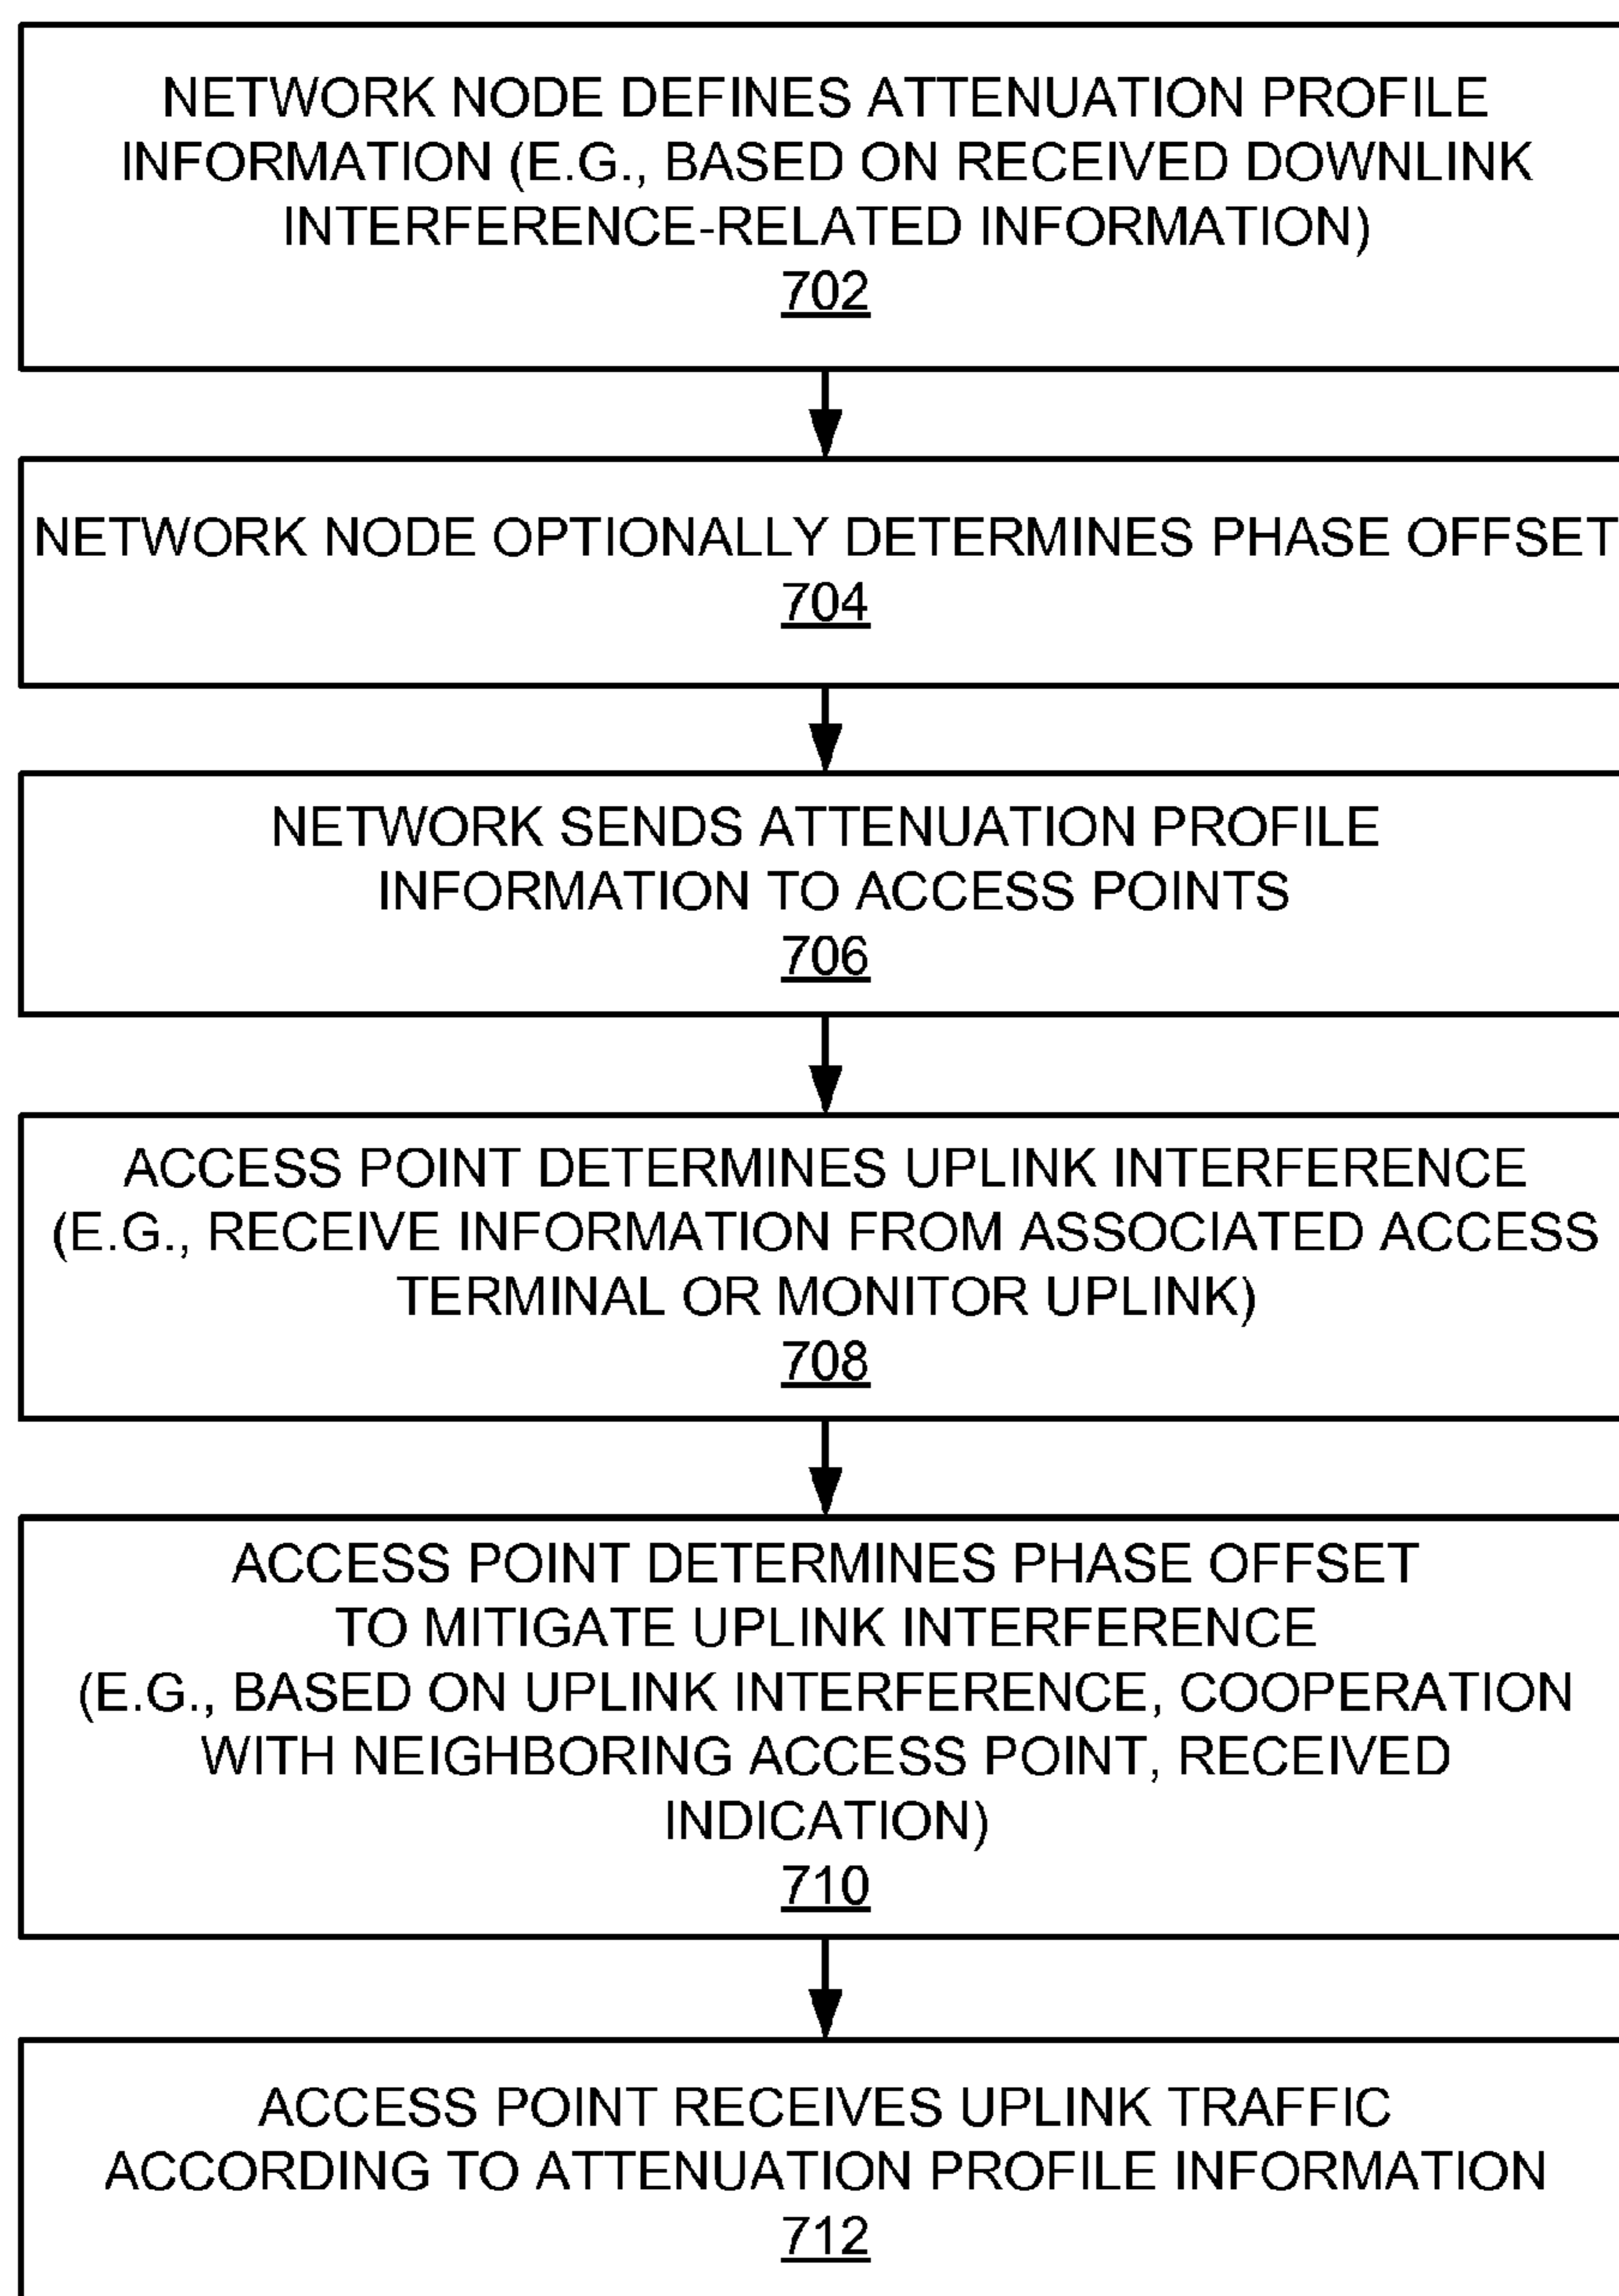 NETWORK NODE DEFINES ATTENUATION PROFILE
INFORMATION (E.G., BASED ON RECEIVED DOWNLINK
INTERFERENCE-RELATED INFORMATION)
702
NETWORK NODE OPTIONALLY DETERMINES PHASE OFFSET
704
NETWORK SENDS ATTENUATION PROFILE
INFORMATION TO ACCESS POINTS
706
ACCESS POINT DETERMINES UPLINK INTERFERENCE
(E.G., RECEIVE INFORMATION FROM ASSOCIATED ACCESS
TERMINAL OR MONITOR UPLINK)
708
ACCESS POINT DETERMINES PHASE OFFSET
TO MITIGATE UPLINK INTERFERENCE
(E.G., BASED ON UPLINK INTERFERENCE, COOPERATION
WITH NEIGHBORING ACCESS POINT, RECEIVED
INDICATION)
710
ACCESS POINT RECEIVES UPLINK TRAFFIC
ACCORDING TO ATTENUATION PROFILE INFORMATION
712